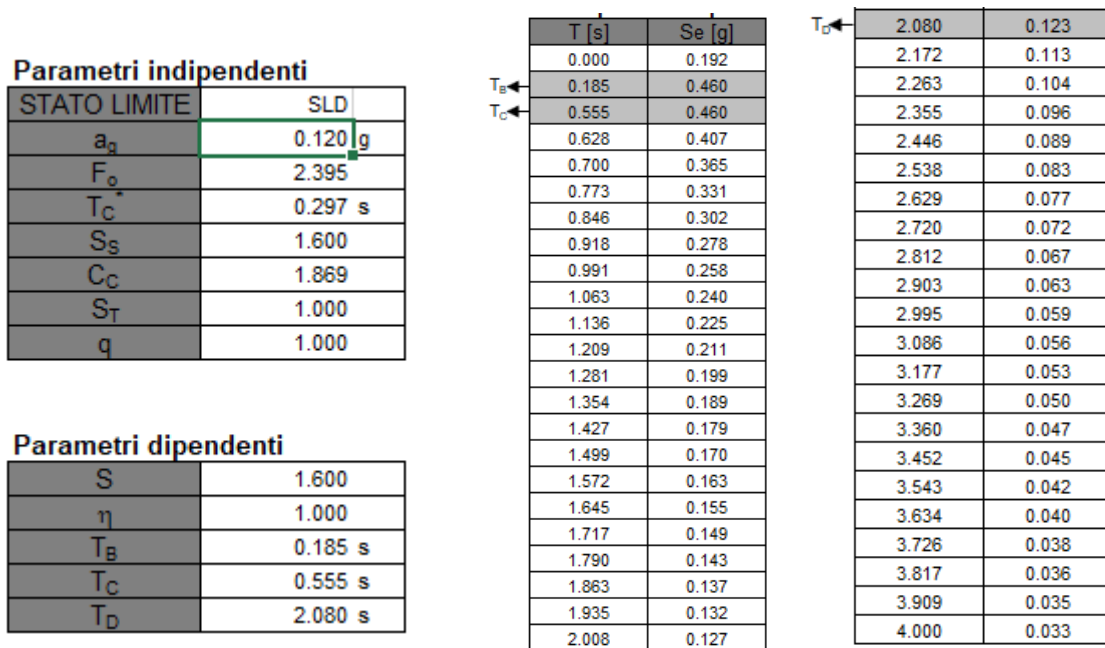 Parametri indipendenti
STATO LIMITE SLD
ag 0.120 g
Fo 2.395
TC* 0.297 s
SS 1.600
CC 1.869
ST 1.000
q 1.000
Parametri dipendenti
S 1.600
η 1.000
TB 0.185 s
TC 0.555 s
TD 2.080 s
T [s] Se [g]
0.000 0.192
TB 0.185 0.460
TC 0.555 0.460
0.628 0.407
0.700 0.365
0.773 0.331
0.846 0.302
0.918 0.278
0.991 0.258
1.063 0.240
1.136 0.225
1.209 0.211
1.281 0.199
1.354 0.189
1.427 0.179
1.499 0.170
1.572 0.163
1.645 0.155
1.717 0.149
1.790 0.143
1.863 0.137
1.935 0.132
2.008 0.127
TD 2.080 0.123
2.172 0.113
2.263 0.104
2.355 0.096
2.446 0.089
2.538 0.083
2.629 0.077
2.720 0.072
2.812 0.067
2.903 0.063
2.995 0.059
3.086 0.056
3.177 0.053
3.269 0.050
3.360 0.047
3.452 0.045
3.543 0.042
3.634 0.040
3.726 0.038
3.817 0.036
3.909 0.035
4.000 0.033